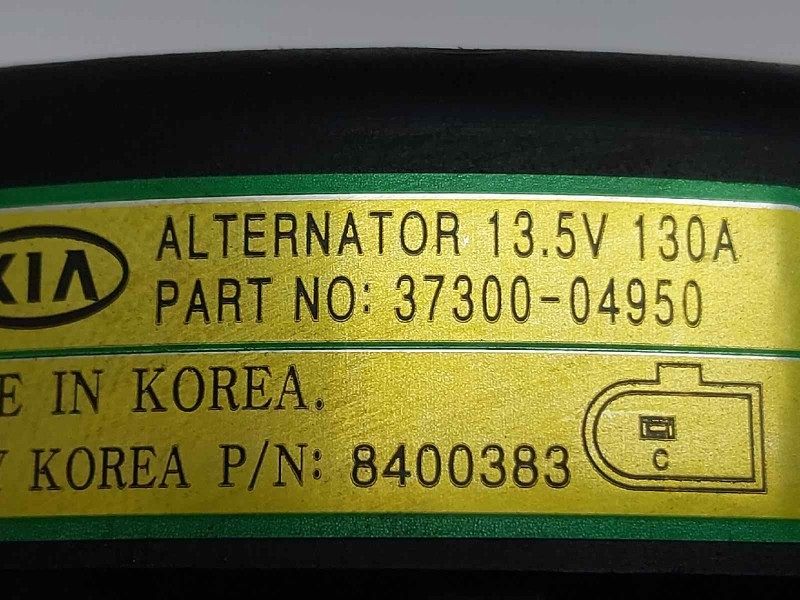 KIA
ALTERNATOR 13.5V 130A
PART NO: 37300-04950
IN KOREA.
KOREA P/N: 8400383
C